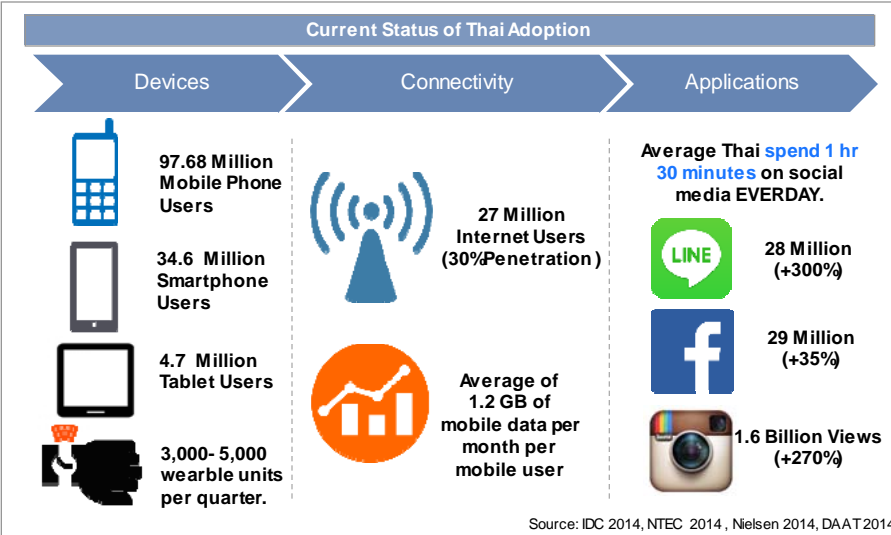 Current Status of Thai Adoption
Devices
Connectivity
Applications
97.68 Million
Mobile Phone
Users
34.6 Million
Smartphone
Users
4.7 Million
Tablet Users
3,000- 5,000
wearble units
per quarter.
27 Million
Internet Users
(30%Penetration )
Average of
1.2 GB of
mobile data per
month per
mobile user
Average Thai spend 1 hr
30 minutes on social
media EVERDAY.
LINE
28 Million
(+300%)
29 Million
(+35%)
1.6 Billion Views
(+270%)
Source: IDC 2014, NTEC 2014 , Nielsen 2014, DAAT 2014